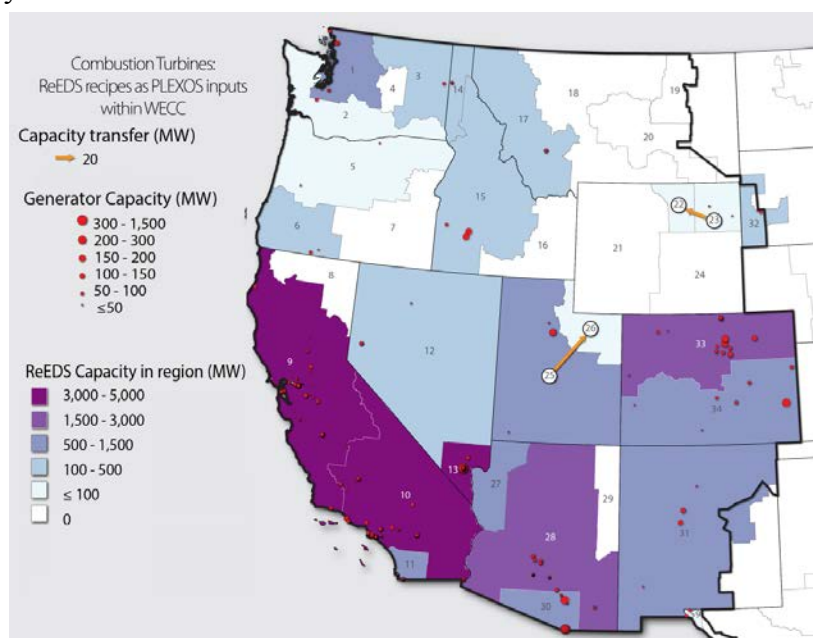 Combustion Turbines:
ReEDS recipes as PLEXOS inputs
within WECC
Capacity transfer (MW)
20
Generator Capacity (MW)
300 - 1,500
200 - 300
150 - 200
100 - 150
50 - 100
≤50
ReEDS Capacity in region (MW)
3,000 - 5,000
1,500 - 3,000
500 - 1,500
100 - 500
≤ 100
0
1
2
3
4
5
6
7
8
9
10
11
12
13
14
15
16
17
18
19
20
21
22
23
24
25
26
27
28
29
30
31
32
33
34
59